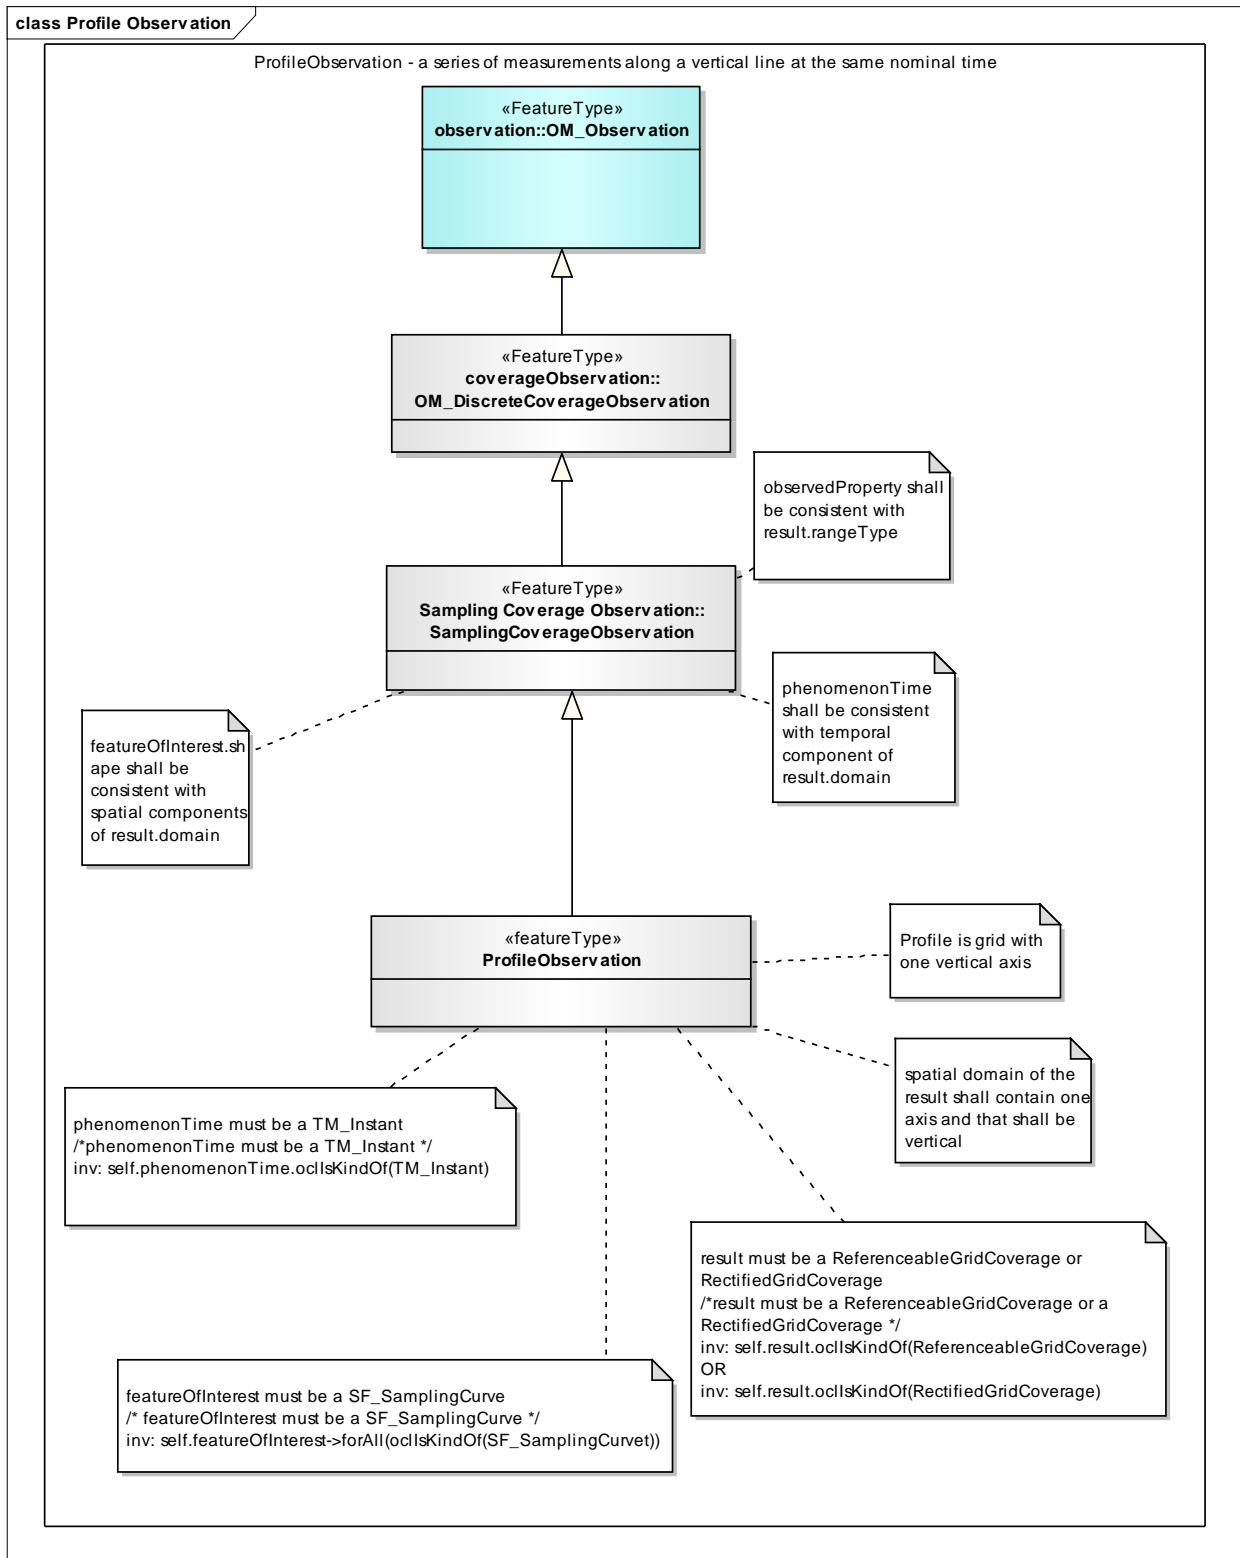 class Profile Observation
ProfileObservation - a series of measurements along a vertical line at the same nominal time
«FeatureType»
observation::OM_Observation
«FeatureType»
coverageObservation::
OM_DiscreteCoverageObservation
observedProperty shall
be consistent with
result.rangeType
«FeatureType»
Sampling Coverage Observation::
SamplingCoverageObservation
phenomenonTime
shall be consistent
with temporal
component of
result.domain
featureOfInterest.sh
ape shall be
consistent with
spatial components
of result.domain
«featureType»
ProfileObservation
Profile is grid with
one vertical axis
spatial domain of the
result shall contain one
axis and that shall be
vertical
phenomenonTime must be a TM_Instant
/*phenomenonTime must be a TM_Instant */
inv: self.phenomenonTime.oclIsKindOf(TM_Instant)
result must be a ReferenceableGridCoverage or
RectifiedGridCoverage
/*result must be a ReferenceableGridCoverage or a
RectifiedGridCoverage */
inv: self.result.oclIsKindOf(ReferenceableGridCoverage)
OR
inv: self.result.oclIsKindOf(RectifiedGridCoverage)
featureOfInterest must be a SF_SamplingCurve
/* featureOfInterest must be a SF_SamplingCurve */
inv: self.featureOfInterest->forAll(oclIsKindOf(SF_SamplingCurvet))